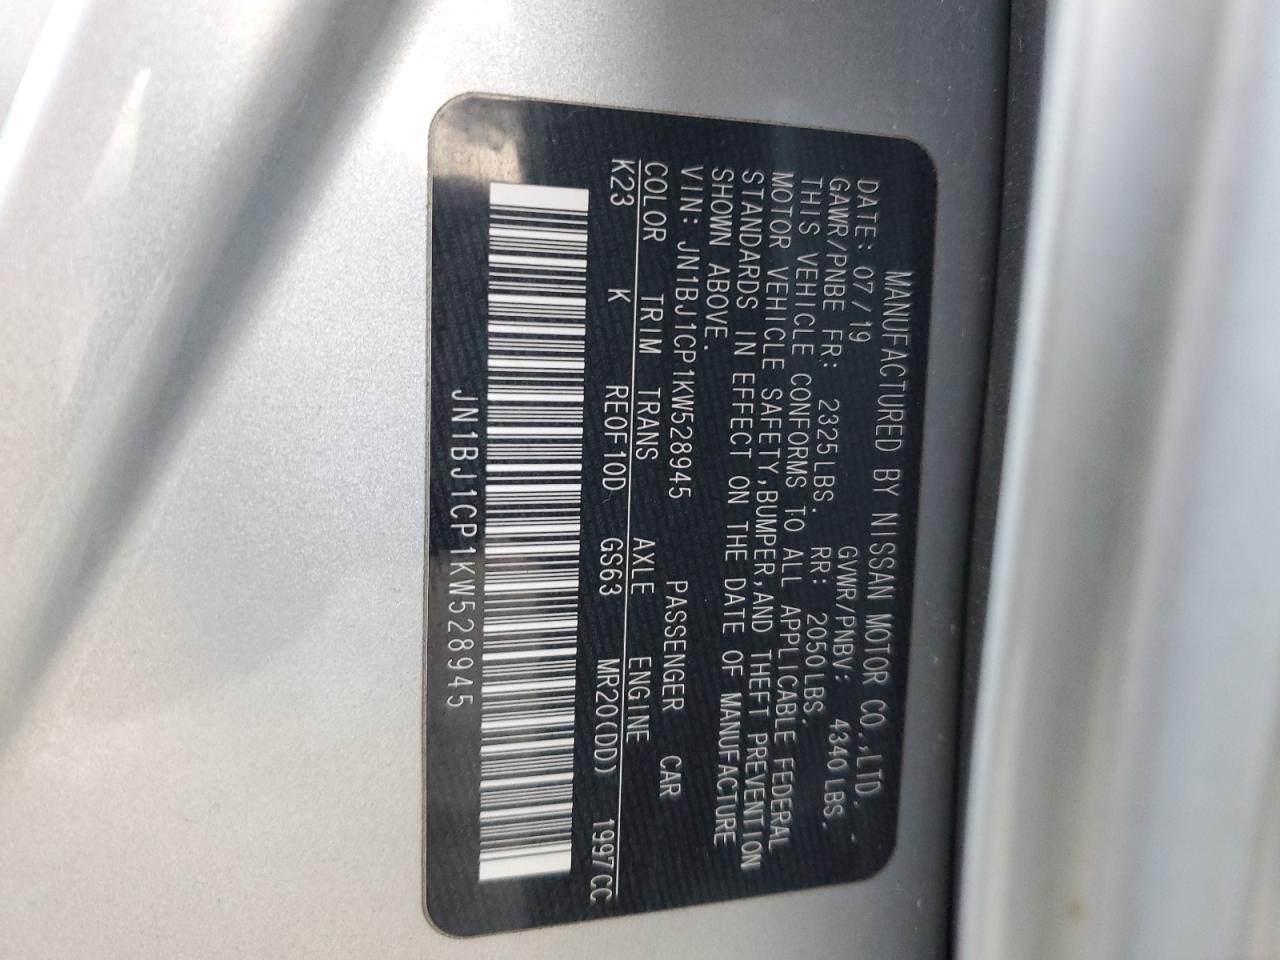 MANUFACTURED BY NISSAN MOTOR CO.,LTD.
DATE: 07/19 GVWR/PNBV: 4340LBS.
GAWR/PNBE FR: 2325LBS. RR: 2050LBS.
THIS VEHICLE CONFORMS TO ALL APPLICABLE FEDERAL
MOTOR VEHICLE SAFETY,BUMPER,AND THEFT PREVENTION
STANDARDS IN EFFECT ON THE DATE OF MANUFACTURE
SHOWN ABOVE.
VIN: JN1BJ1CP1KW528945 PASSENGER CAR
COLOR TRIM TRANS AXLE ENGINE
K23 K RE0F10D GS63 MR20(DD) 1997CC
JN1BJ1CP1KW528945